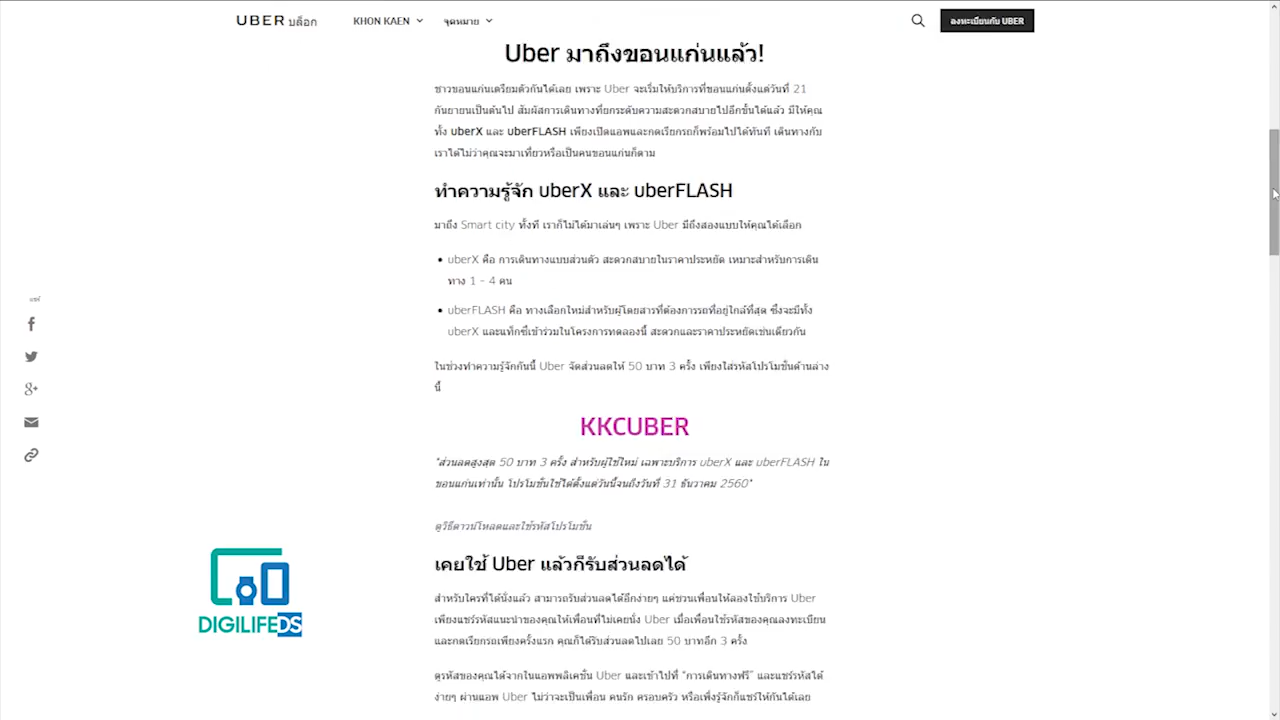 UBER บล็อก
KHON KAEN
จุดหมาย
ลงทะเบียนกับ UBER
Uber มาถึงขอนแก่นแล้ว!
ชาวขอนแก่นเตรียมตัวกันได้เลย เพราะ Uber จะเริ่มให้บริการที่ขอนแก่นตั้งแต่วันที่ 21
กันยายนเป็นต้นไป สัมผัสการเดินทางที่ยกระดับความสะดวกสบายไปอีกขั้นได้แล้ว มีให้คุณ
ทั้ง uberX และ uberFLASH เพียงเปิดแอพและกดเรียกรถก็พร้อมไปได้ทันที เดินทางกับ
เราได้ไม่ว่าคุณจะมาเที่ยวหรือเป็นคนขอนแก่นก็ตาม
ทำความรู้จัก uberX และ uberFLASH
มาถึง Smart city ทั้งที เราก็ไม่ได้มาเล่นๆ เพราะ Uber มีถึงสองแบบให้คุณได้เลือก
uberX คือ การเดินทางแบบส่วนตัว สะดวกสบายในราคาประหยัด เหมาะสำหรับการเดิน
ทาง 1 – 4 คน
uberFLASH คือ ทางเลือกใหม่สำหรับผู้โดยสารที่ต้องการรถที่อยู่ใกล้ที่สุด ซึ่งจะมีทั้ง
uberX และแท็กซี่เข้าร่วมในโครงการทดลองนี้ สะดวกและราคาประหยัดเช่นเดียวกัน
ในช่วงทำความรู้จักกันนี้ Uber จัดส่วนลดให้ 50 บาท 3 ครั้ง เพียงใส่รหัสโปรโมชั่นด้านล่าง
นี้
แชร์
KKCUBER
*ส่วนลดสูงสุด 50 บาท 3 ครั้ง สำหรับผู้ใช้ใหม่ เฉพาะบริการ uberX และ uberFLASH ใน
ขอนแก่นเท่านั้น โปรโมชั่นใช้ได้ตั้งแต่วันนี้จนถึงวันที่ 31 ธันวาคม 2560*
ดูวิธีดาวน์โหลดและใช้รหัสโปรโมชั่น
เคยใช้ Uber แล้วก็รับส่วนลดได้
สำหรับใครที่ได้นั่งแล้ว สามารถรับส่วนลดได้อีกง่ายๆ แค่ชวนเพื่อนให้ลองใช้บริการ Uber
เพียงแชร์รหัสแนะนำของคุณให้เพื่อนที่ไม่เคยนั่ง Uber เมื่อเพื่อนใช้รหัสของคุณลงทะเบียน
และกดเรียกรถเพียงครั้งแรก คุณก็ได้รับส่วนลดไปเลย 50 บาทอีก 3 ครั้ง
ดูรหัสของคุณได้จากในแอพพลิเคชั่น Uber และเข้าไปที่ “การเดินทางฟรี” และแชร์รหัสได้
ง่ายๆ ผ่านแอพ Uber ไม่ว่าจะเป็นเพื่อน คนรัก ครอบครัว หรือเพิ่งรู้จักก็แชร์ให้กันได้เลย
DIGILIFEDS